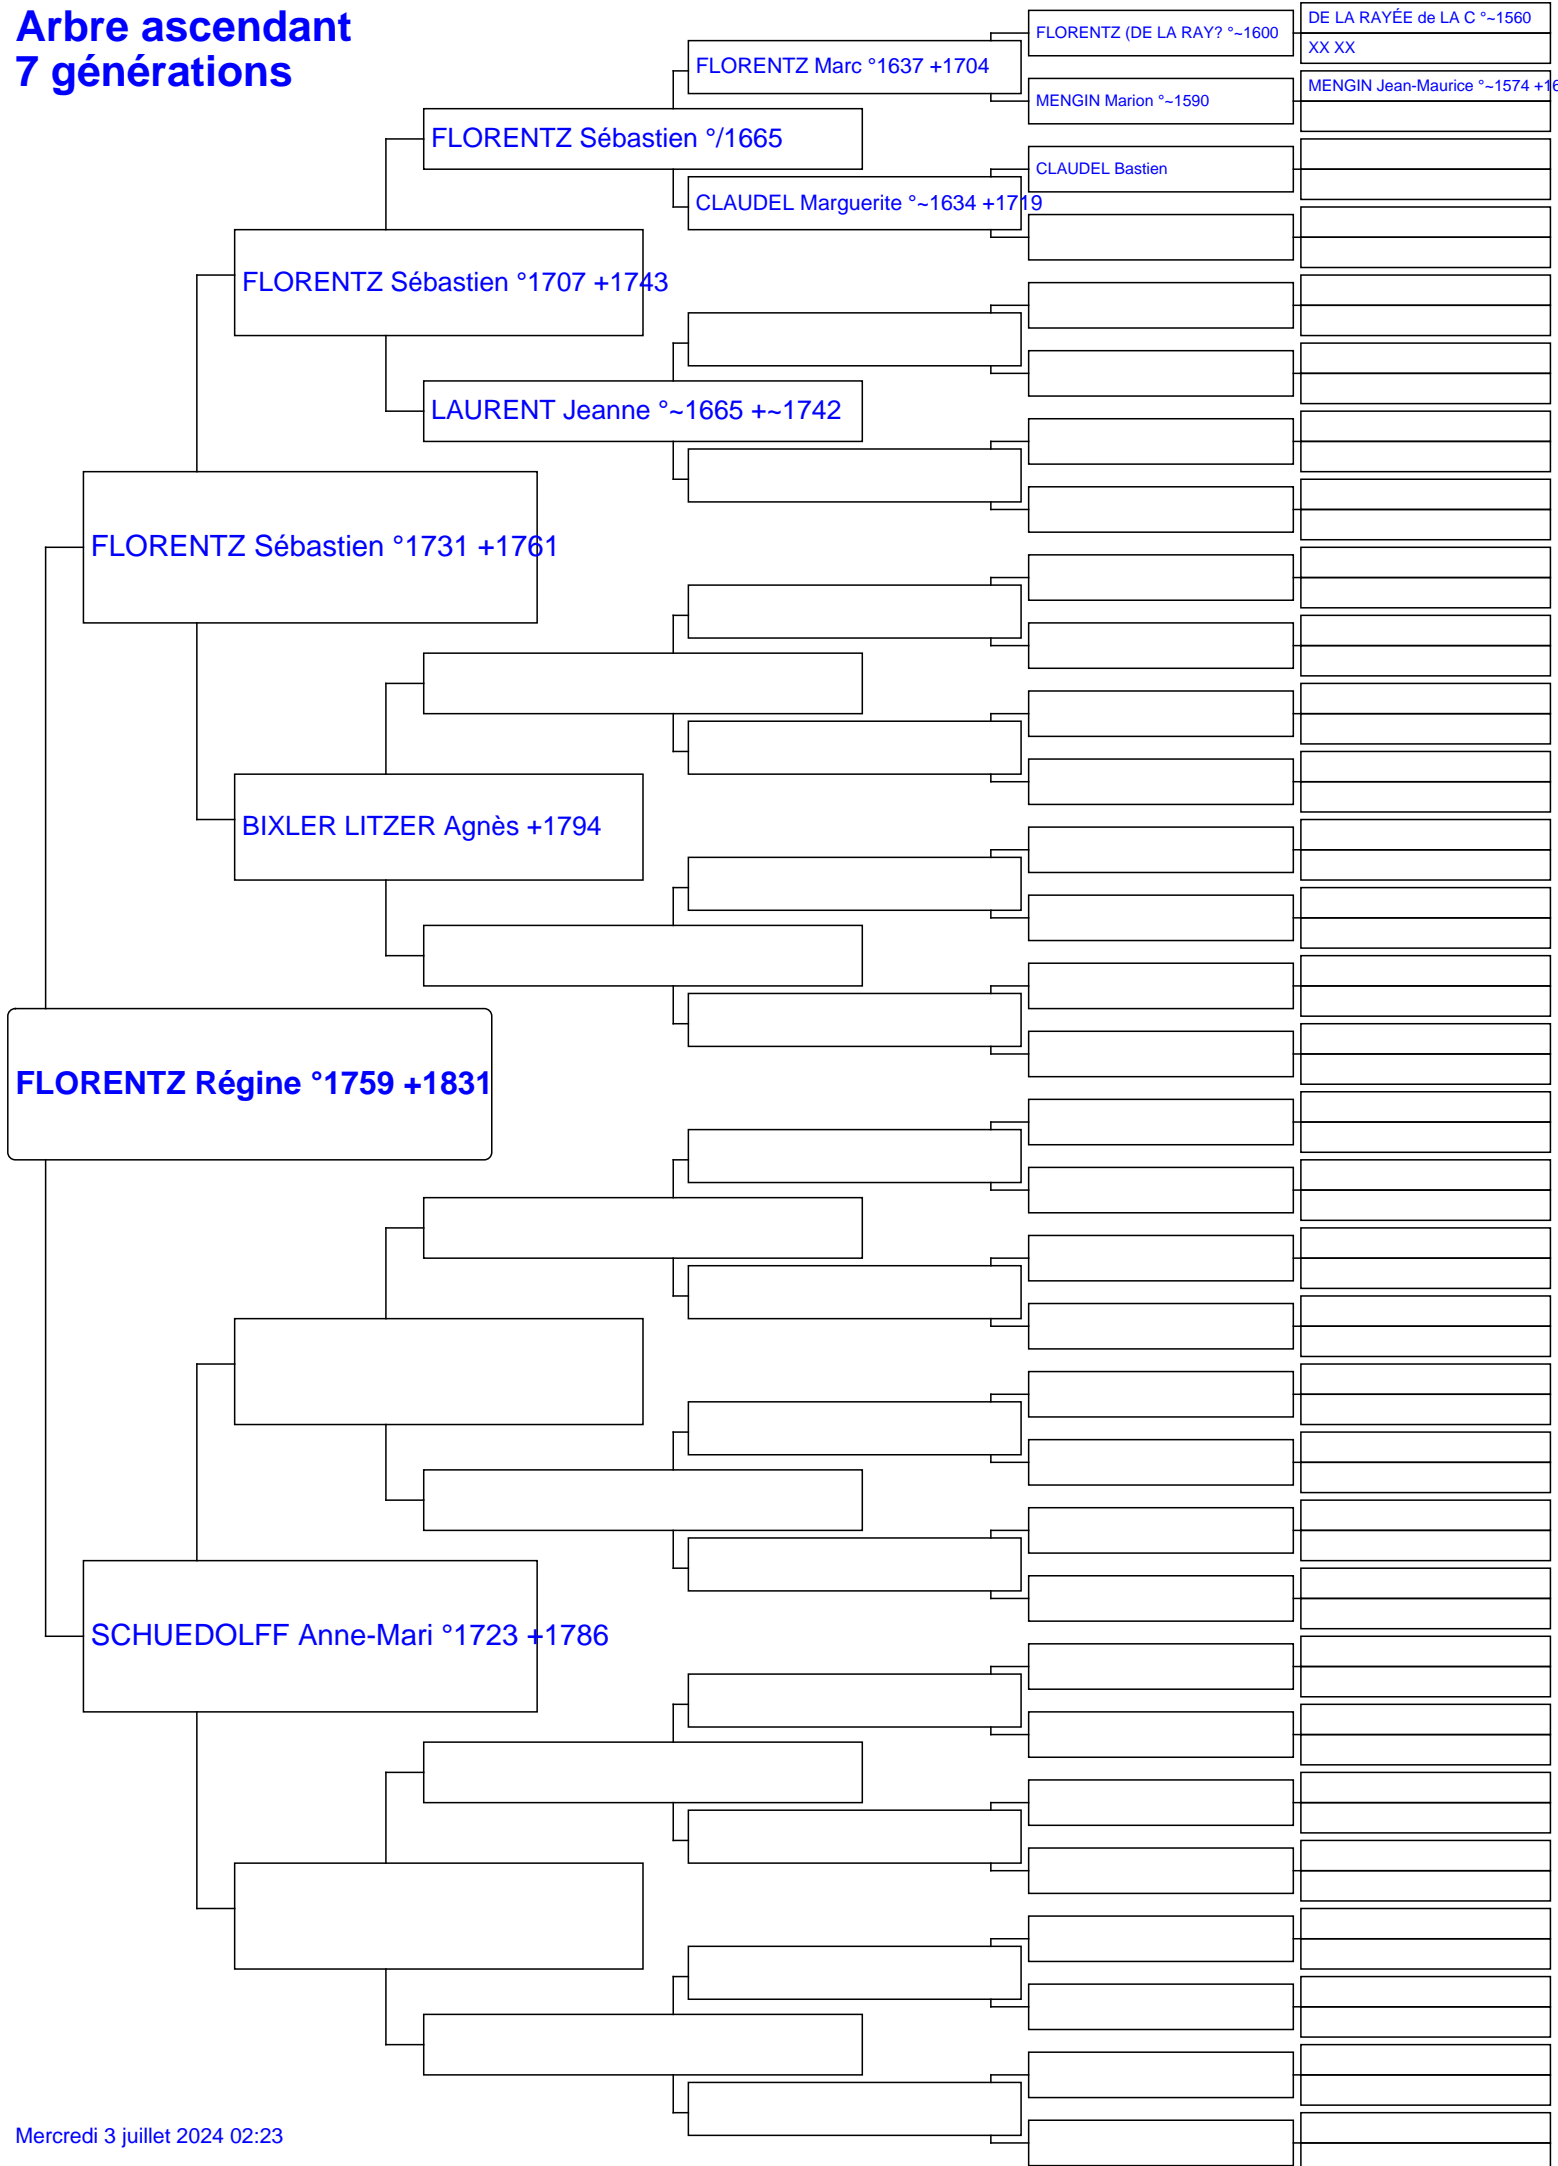 Arbre ascendant
7 générations
DE LA RAYÉE de LA C °~1560
FLORENTZ (DE LA RAY? °~1600
XX XX
FLORENTZ Marc °1637 +1704
MENGIN Jean-Maurice °~1574 +16
MENGIN Marion °~1590
FLORENTZ Sébastien °/1665
CLAUDEL Bastien
CLAUDEL Marguerite °~1634 +1719
FLORENTZ Sébastien °1707 +1743
LAURENT Jeanne °~1665 +~1742
FLORENTZ Sébastien °1731 +1761
BIXLER LITZER Agnès +1794
FLORENTZ Régine °1759 +1831
SCHUEDOLFF Anne-Mari °1723 +1786
Mercredi 3 juillet 2024 02:23